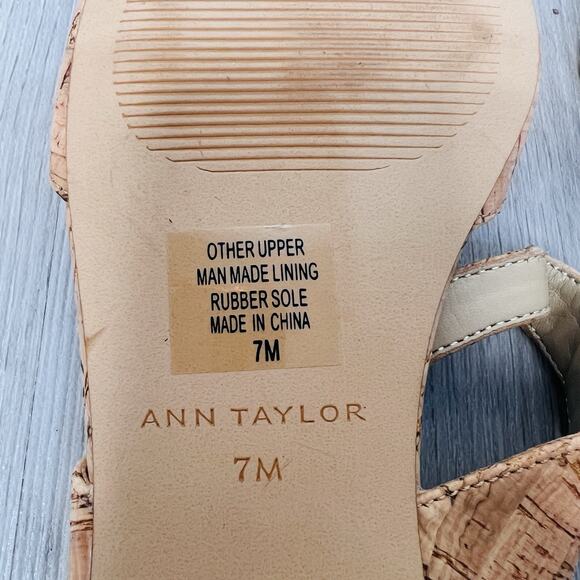 OTHER UPPER
MAN MADE LINING
RUBBER SOLE
MADE IN CHINA
7M
ANN TAYLOR
7M